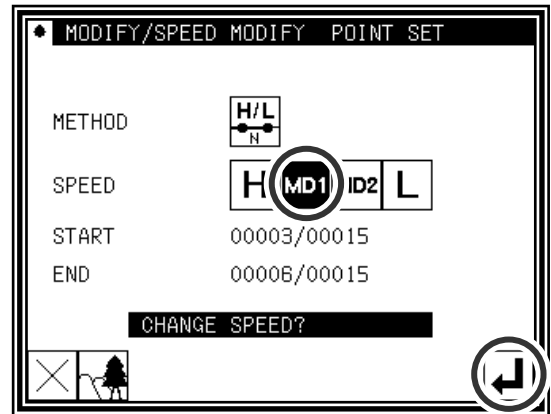 MODIFY/SPEED MODIFY POINT SET
METHOD H/L N
SPEED H MD1 ID2 L
START 00003/00015
END 00006/00015
CHANGE SPEED?